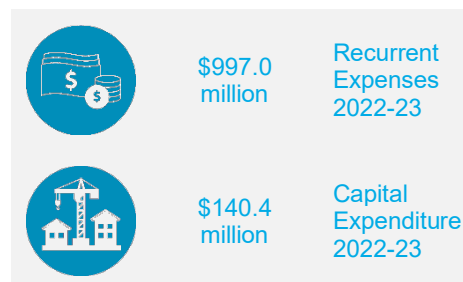 $
$
$997.0
million
Recurrent
Expenses
2022-23
$140.4
million
Capital
Expenditure
2022-23